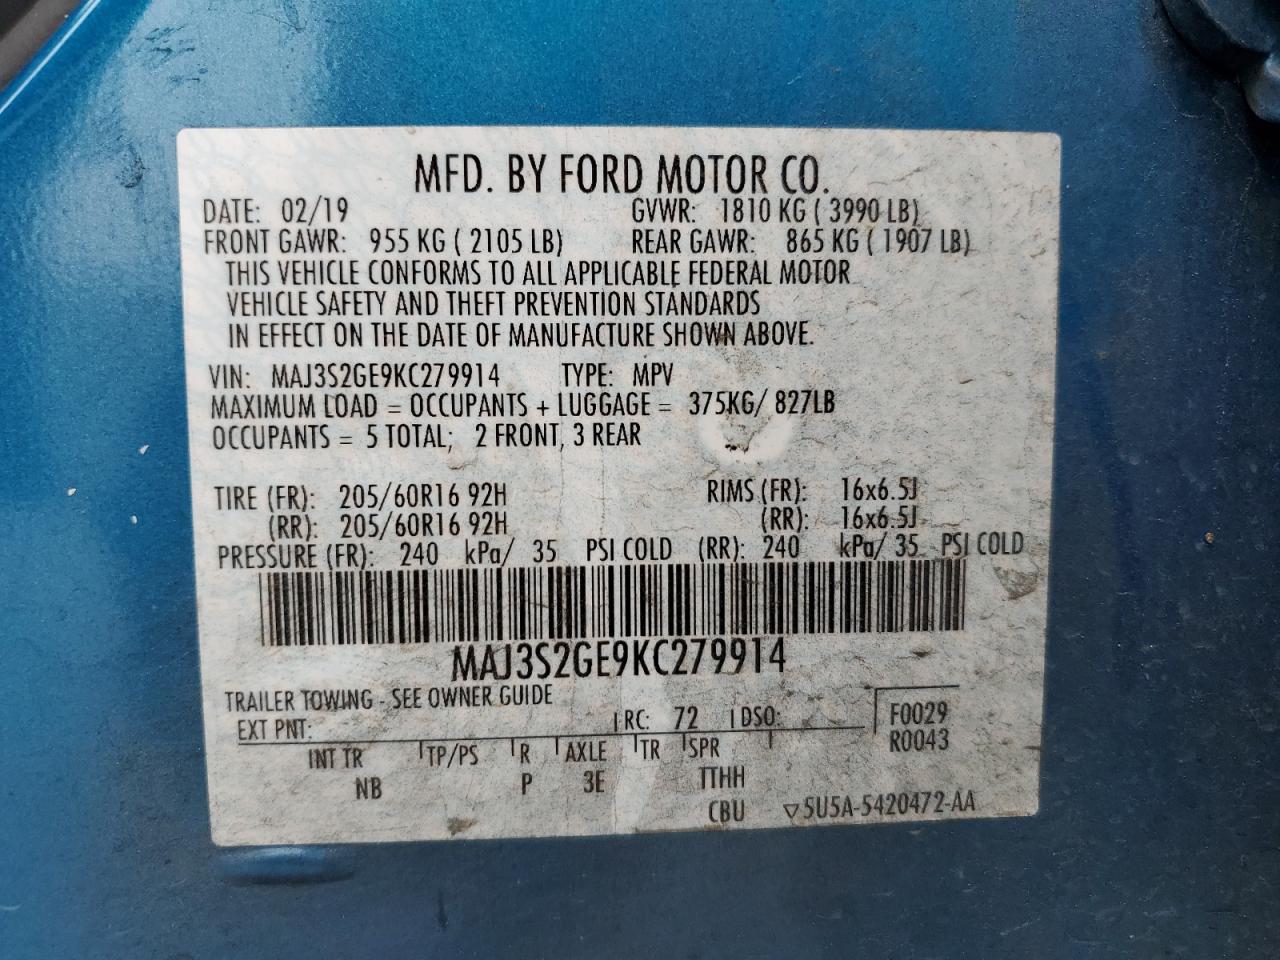 MFD. BY FORD MOTOR CO.
DATE: 02/19 GVWR: 1810 KG ( 3990 LB)
FRONT GAWR: 955 KG ( 2105 LB) REAR GAWR: 865 KG ( 1907 LB)
THIS VEHICLE CONFORMS TO ALL APPLICABLE FEDERAL MOTOR
VEHICLE SAFETY AND THEFT PREVENTION STANDARDS
IN EFFECT ON THE DATE OF MANUFACTURE SHOWN ABOVE.
VIN: MAJ3S2GE9KC279914 TYPE: MPV
MAXIMUM LOAD = OCCUPANTS + LUGGAGE = 375KG/ 827LB
OCCUPANTS = 5 TOTAL; 2 FRONT, 3 REAR
TIRE (FR): 205/60R16 92H RIMS (FR): 16x6.5J
(RR): 205/60R16 92H (RR): 16x6.5J
PRESSURE (FR): 240 kPa/ 35 PSI COLD (RR): 240 kPa/ 35 PSI COLD
MAJ3S2GE9KC279914
TRAILER TOWING - SEE OWNER GUIDE
EXT PNT: RC: 72 DSO: F0029
INT TR TP/PS R AXLE TR SPR R0043
NB P 3E TTHH
CBU ▽5U5A-5420472-AA